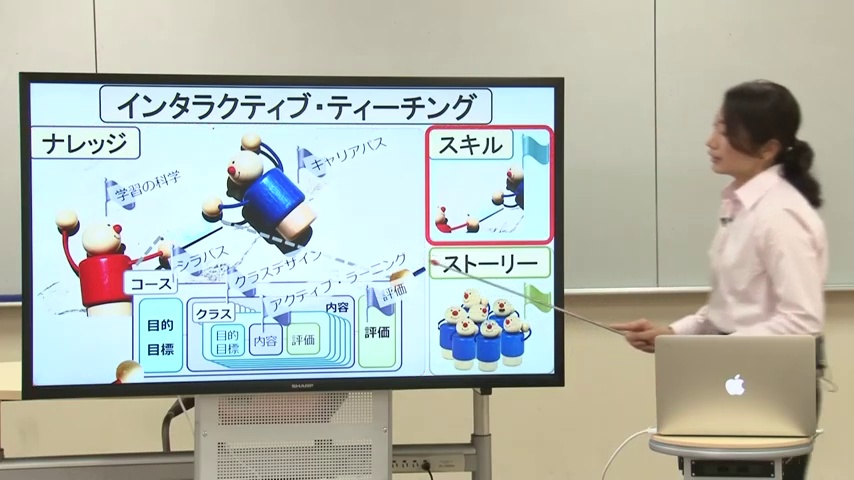 インタラクティブ・ティーチング
ナレッジ
スキル
キャリアパス
学習の科学
シラバス
クラスデザイン
アクティブ・ラーニング
評価
ストーリー
コース
目的
目標
クラス
内容
目的
目標
内容
評価
評価
SHARP